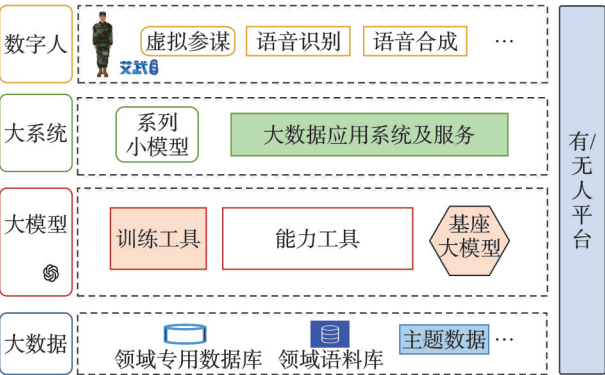 数字人
艾武
虚拟参谋
语音识别
语音合成
…
大系统
系列
小模型
大数据应用系统及服务
大模型
训练工具
能力工具
基座
大模型
大数据
领域专用数据库
领域语料库
主题数据
…
有/
无人平台